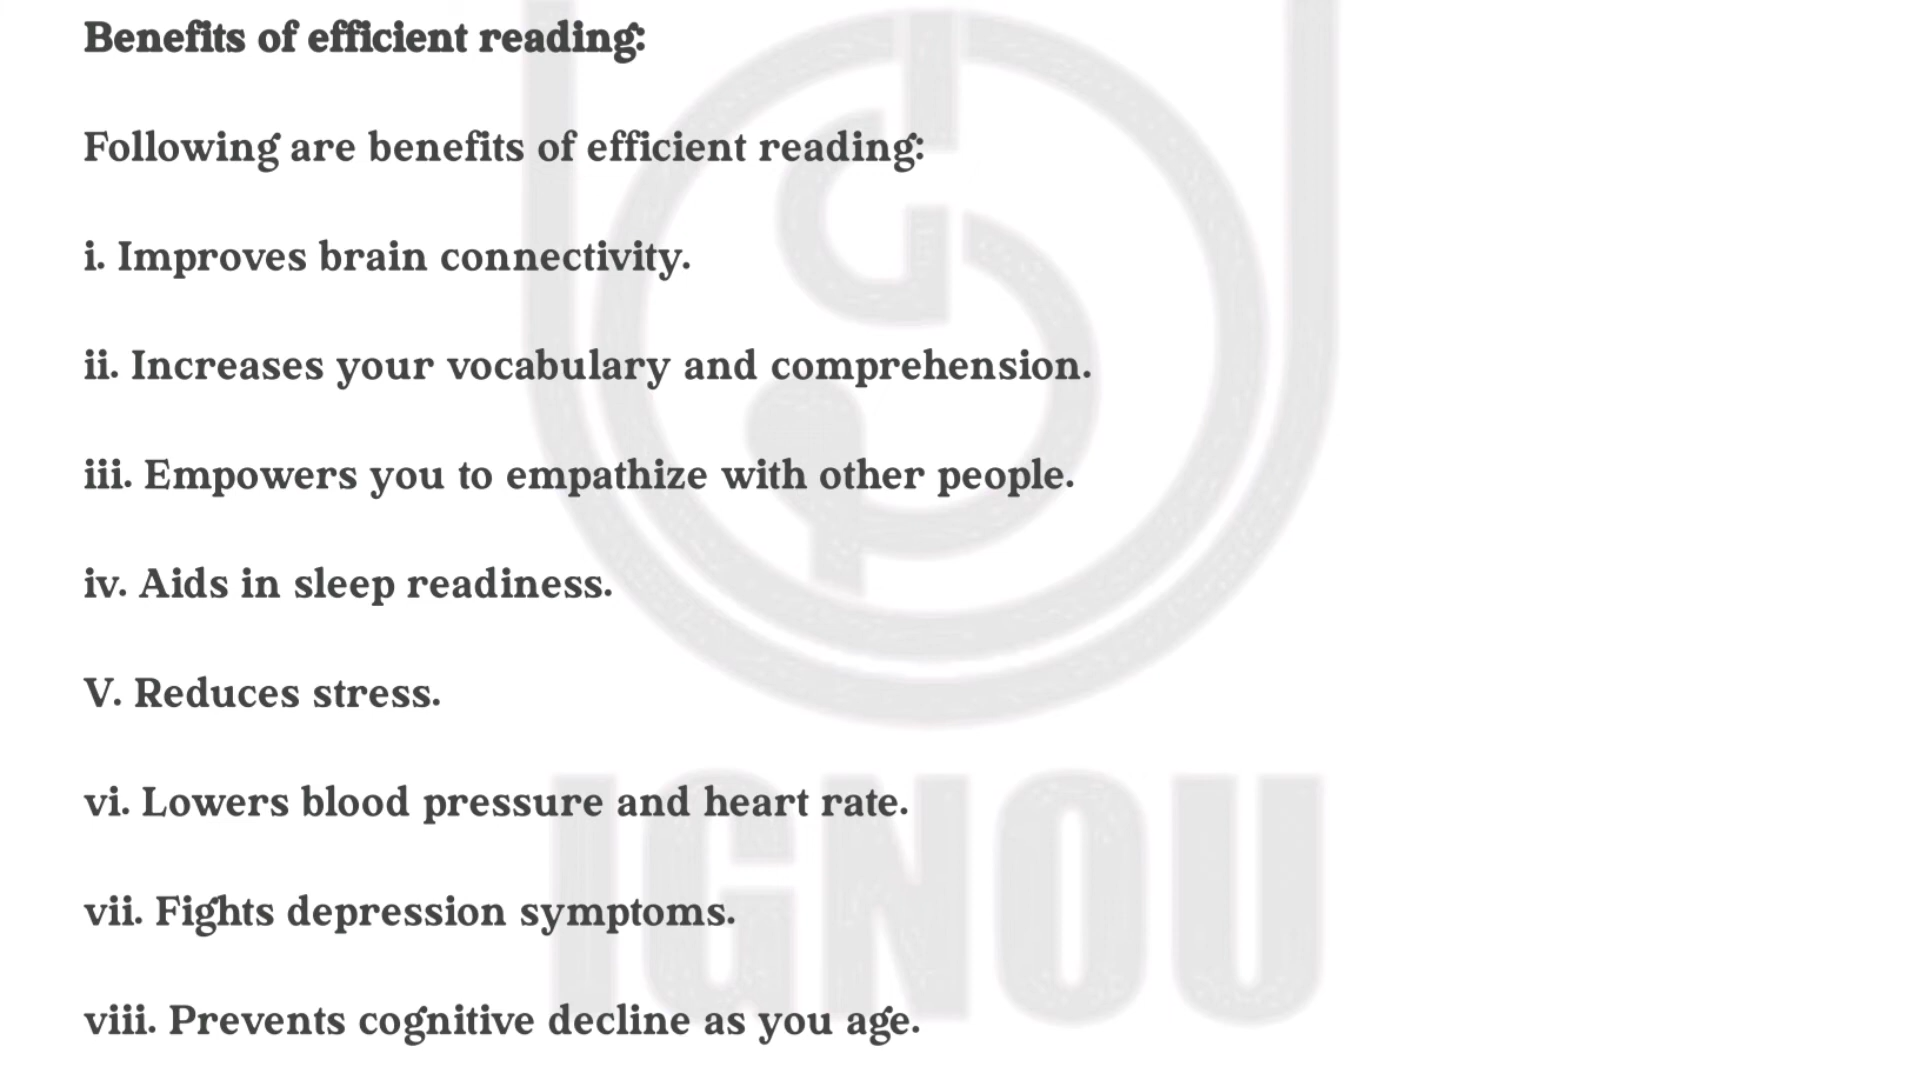 Benefits of efficient reading:
Following are benefits of efficient reading:
i. Improves brain connectivity.
ii. Increases your vocabulary and comprehension.
iii. Empowers you to empathize with other people.
iv. Aids in sleep readiness.
V. Reduces stress.
vi. Lowers blood pressure and heart rate.
vii. Fights depression symptoms.
viii. Prevents cognitive decline as you age.
IGNOU